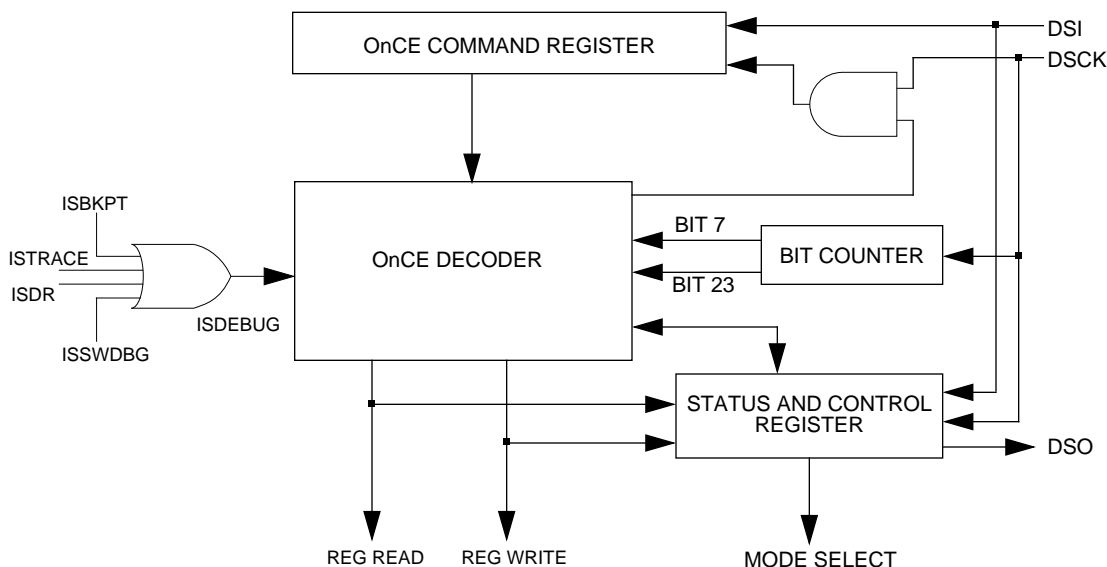 DSI
OnCE COMMAND REGISTER
DSCK
ISBKPT
BIT 7
ISTRACE
OnCE DECODER
BIT COUNTER
ISDR
BIT 23
ISDEBUG
ISSWDBG
STATUS AND CONTROL
REGISTER
DSO
REG READ
REG WRITE
MODE SELECT